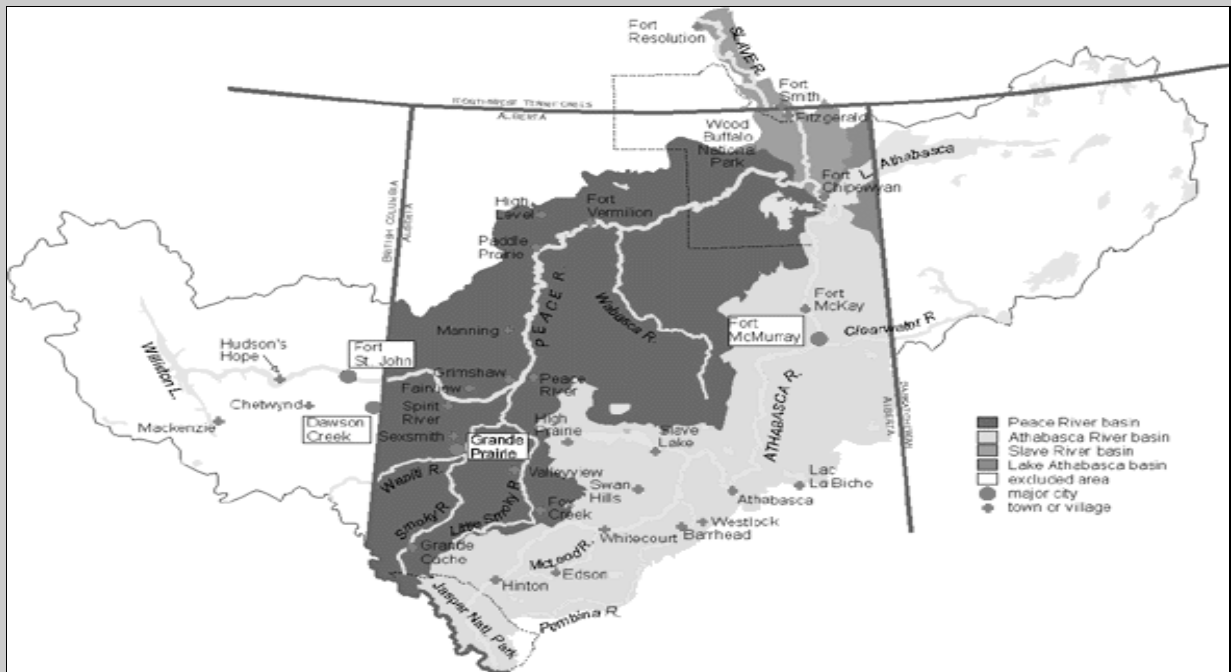 Fort
Resolution
SLAVE R.
Fort
Smith
NORTHWEST TERRITORIES
ALBERTA
Fitzgerald
Wood
Buffalo
National
Park
L. Athabasca
Fort
Chipewyan
BRITISH COLUMBIA
ALBERTA
High
Level
Fort
Vermilion
Paddle
Prairie
PEACE R.
Wabasca R.
Fort
McKay
Manning
Fort
McMurray
Clearwater R.
Hudson's
Hope
Fort
St. John
Williston L.
Grimshaw
Fairview
Peace
River
Chetwynd
Spirit
River
High
Prairie
ATHABASCA R.
ALBERTA
SASKATCHEWAN
Mackenzie
Dawson
Creek
Sexsmith
Grande
Prairie
Slave
Lake
Peace River basin
Athabasca River basin
Slave River basin
Lake Athabasca basin
excluded area
major city
town or village
Wapiti R.
Valleyview
Swan
Hills
Lac
La Biche
Athabasca
Smoky R.
Little Smoky R.
Fox
Creek
Westlock
Barrhead
Whitecourt
Grande
Cache
McLeod R.
Edson
Hinton
Jasper Natl. Park
Pembina R.